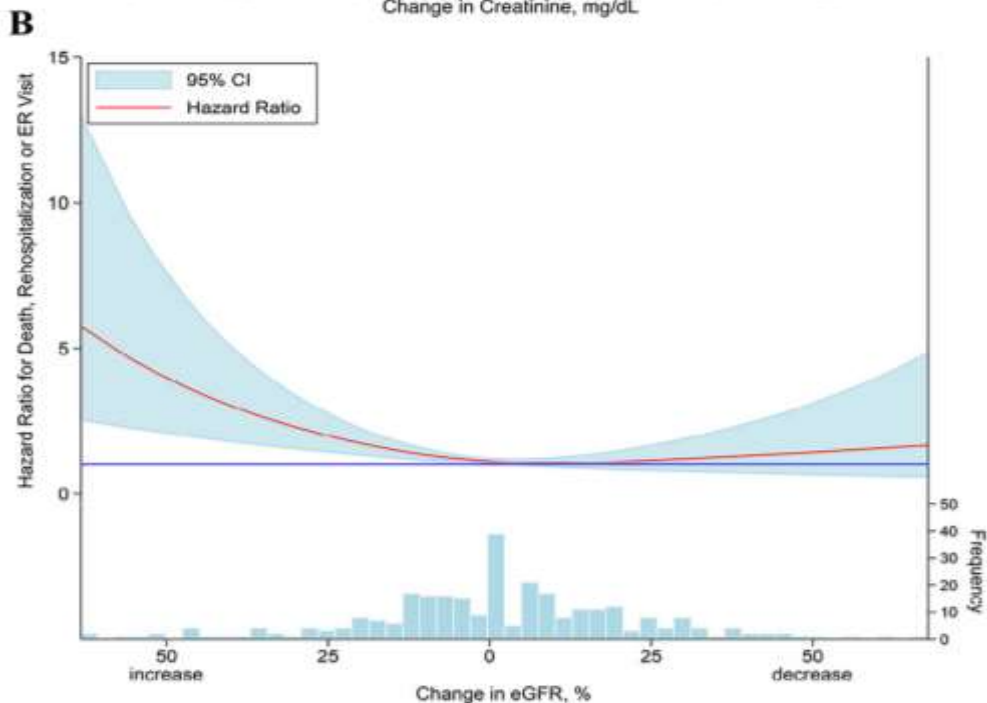 Change in Creatinine, mg/dL
B
15
95% CI
Hazard Ratio
10
5
0
Hazard Ratio for Death, Rehospitalization or ER Visit
50
40
30
20
10
0
Frequency
50 25 0 25 50
increase decrease
Change in eGFR, %